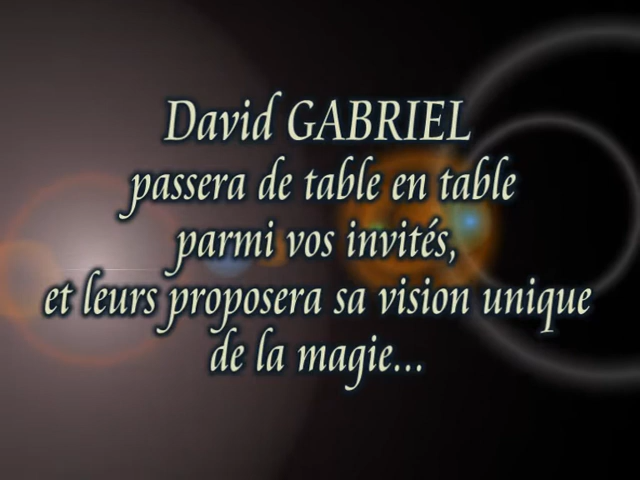 David GABRIEL
passera de table en table
parmi vos invités,
et leurs proposera sa vision unique
de la magie...